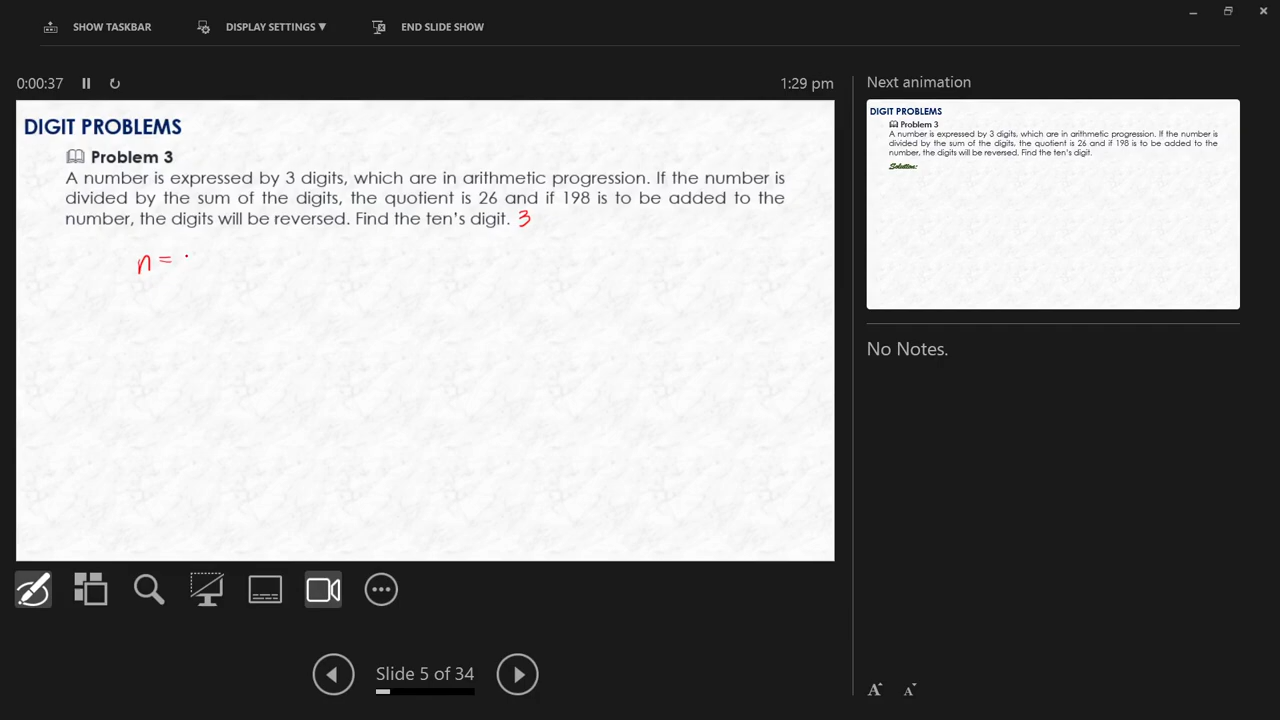 SHOW TASKBAR DISPLAY SETTINGS ▼ END SLIDE SHOW
0:00:37 1:29 pm
DIGIT PROBLEMS
Problem 3
A number is expressed by 3 digits, which are in arithmetic progression. If the number is
divided by the sum of the digits, the quotient is 26 and if 198 is to be added to the
number, the digits will be reversed. Find the ten's digit. 3
n =
Slide 5 of 34
Next animation
DIGIT PROBLEMS
Problem 3
A number is expressed by 3 digits, which are in arithmetic progression. If the number is
divided by the sum of the digits, the quotient is 26 and if 198 is to be added to the
number, the digits will be reversed. Find the ten's digit.
Solution:
No Notes.
A A